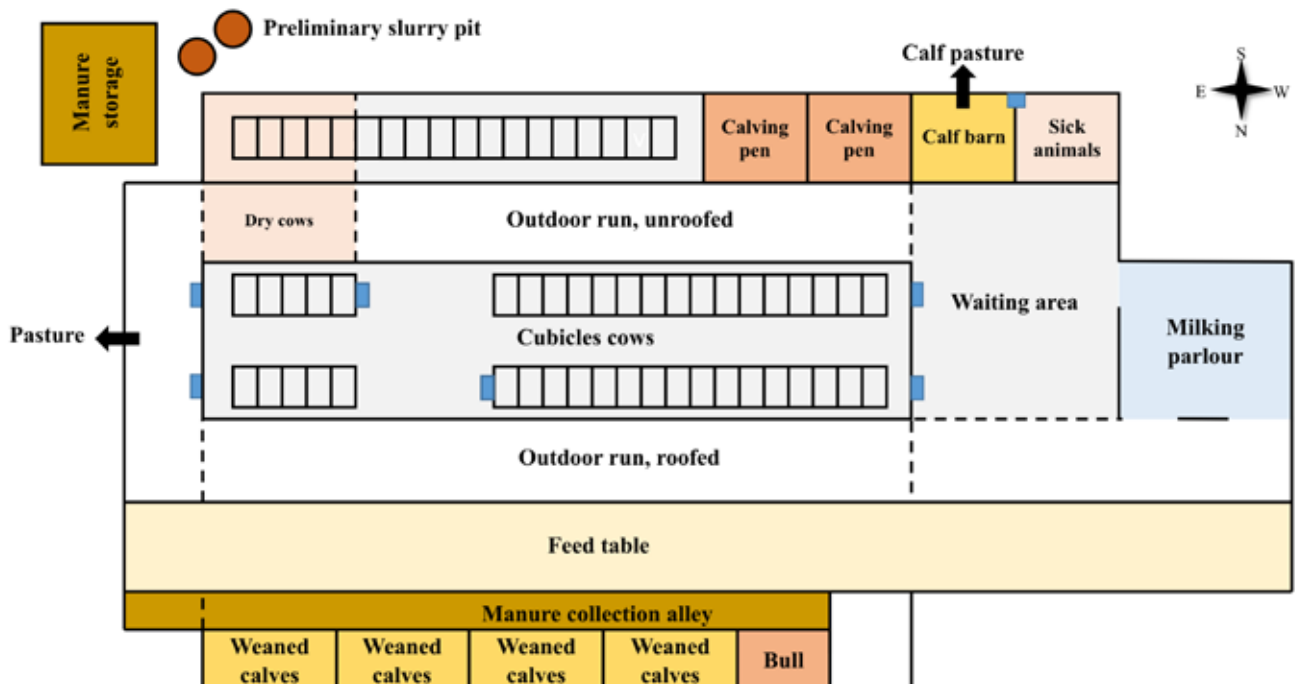 Preliminary slurry pit
Manure
storage
Calf pasture
S
E
W
N
Calving
pen
Calving
pen
Calf barn
Sick
animals
V
Dry cows
Outdoor run, unroofed
Waiting area
Milking
parlour
Pasture
Cubicles cows
Outdoor run, roofed
Feed table
Manure collection alley
Weaned
calves
Weaned
calves
Weaned
calves
Weaned
calves
Bull